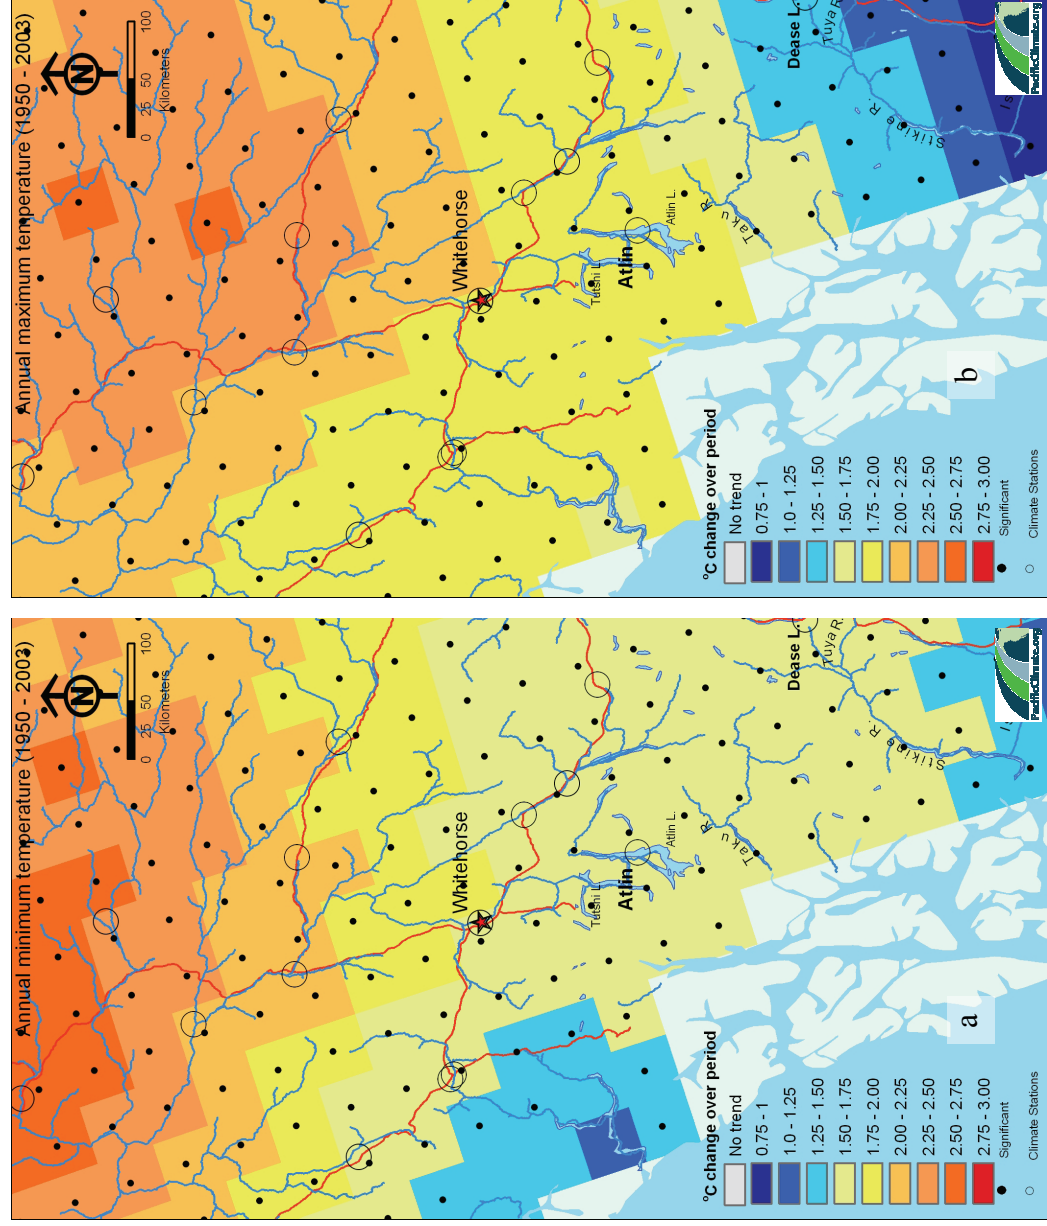 Annual minimum temperature (1950 - 2003)
N
0 25 50 100
Kilometers
Whitehorse
Tutshi L.
Atlin
Atlin L.
Taku R.
Dease L.
Tuya R.
Stikine R.
Is
a
°C change over period
No trend
0.75 - 1
1.0 - 1.25
1.25 - 1.50
1.50 - 1.75
1.75 - 2.00
2.00 - 2.25
2.25 - 2.50
2.50 - 2.75
2.75 - 3.00
Significant
Climate Stations
PacificClimate.org
Annual maximum temperature (1950 - 2003)
N
0 25 50 100
Kilometers
Whitehorse
Tutshi L.
Atlin
Atlin L.
Taku R.
Dease L.
Tuya R.
Stikine R.
Is
b
°C change over period
No trend
0.75 - 1
1.0 - 1.25
1.25 - 1.50
1.50 - 1.75
1.75 - 2.00
2.00 - 2.25
2.25 - 2.50
2.50 - 2.75
2.75 - 3.00
Significant
Climate Stations
PacificClimate.org